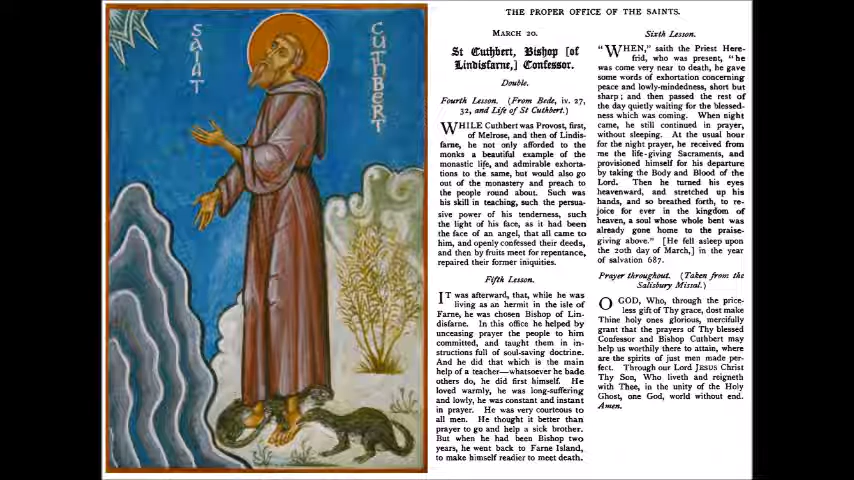 SAINT
CUTHBERT
THE PROPER OFFICE OF THE SAINTS.
MARCH 20.
St Cuthbert, Bishop [of
Lindisfarne,] Confessor.
Double.
Fourth Lesson. (From Bede, iv. 27,
32, and Life of St Cuthbert.)
WHILE Cuthbert was Provost, first,
of Melrose, and then of Lindis-
farne, he not only afforded to the
monks a beautiful example of the
monastic life, and admirable exhorta-
tions to the same, but would also go
out of the monastery and preach to
the people round about. Such was
his skill in teaching, such the persua-
sive power of his tenderness, such
the light of his face, as it had been
the face of an angel, that all came to
him, and openly confessed their deeds,
and then by fruits meet for repentance,
repaired their former iniquities.
Fifth Lesson.
IT was afterward, that, while he was
living as an hermit in the isle of
Farne, he was chosen Bishop of Lin-
disfarne. In this office he helped by
unceasing prayer the people to him
committed, and taught them in in-
structions full of soul-saving doctrine.
And he did that which is the main
help of a teacher—whatsoever he bade
others do, he did first himself. He
loved warmly, he was long-suffering
and lowly, he was constant and instant
in prayer. He was very courteous to
all men. He thought it better than
prayer to go and help a sick brother.
But when he had been Bishop two
years, he went back to Farne Island,
to make himself readier to meet death.
Sixth Lesson.
"WHEN," saith the Priest Here-
frid, who was present, "he
was come very near to death, he gave
some words of exhortation concerning
peace and lowly-mindedness, short but
sharp; and then passed the rest of
the day quietly waiting for the blessed-
ness which was coming. When night
came, he still continued in prayer,
without sleeping. At the usual hour
for the night prayer, he received from
me the life-giving Sacraments, and
provisioned himself for his departure
by taking the Body and Blood of the
Lord. Then he turned his eyes
heavenward, and stretched up his
hands, and so breathed forth, to re-
joice for ever in the kingdom of
heaven, a soul whose whole bent was
already gone home to the praise-
giving above." [He fell asleep upon
the 20th day of March,] in the year
of salvation 687.
Prayer throughout. (Taken from the
Salisbury Missal.)
O GOD, Who, through the price-
less gift of Thy grace, dost make
Thine holy ones glorious, mercifully
grant that the prayers of Thy blessed
Confessor and Bishop Cuthbert may
help us worthily there to attain, where
are the spirits of just men made per-
fect. Through our Lord JESUS Christ
Thy Son, Who liveth and reigneth
with Thee, in the unity of the Holy
Ghost, one God, world without end.
Amen.